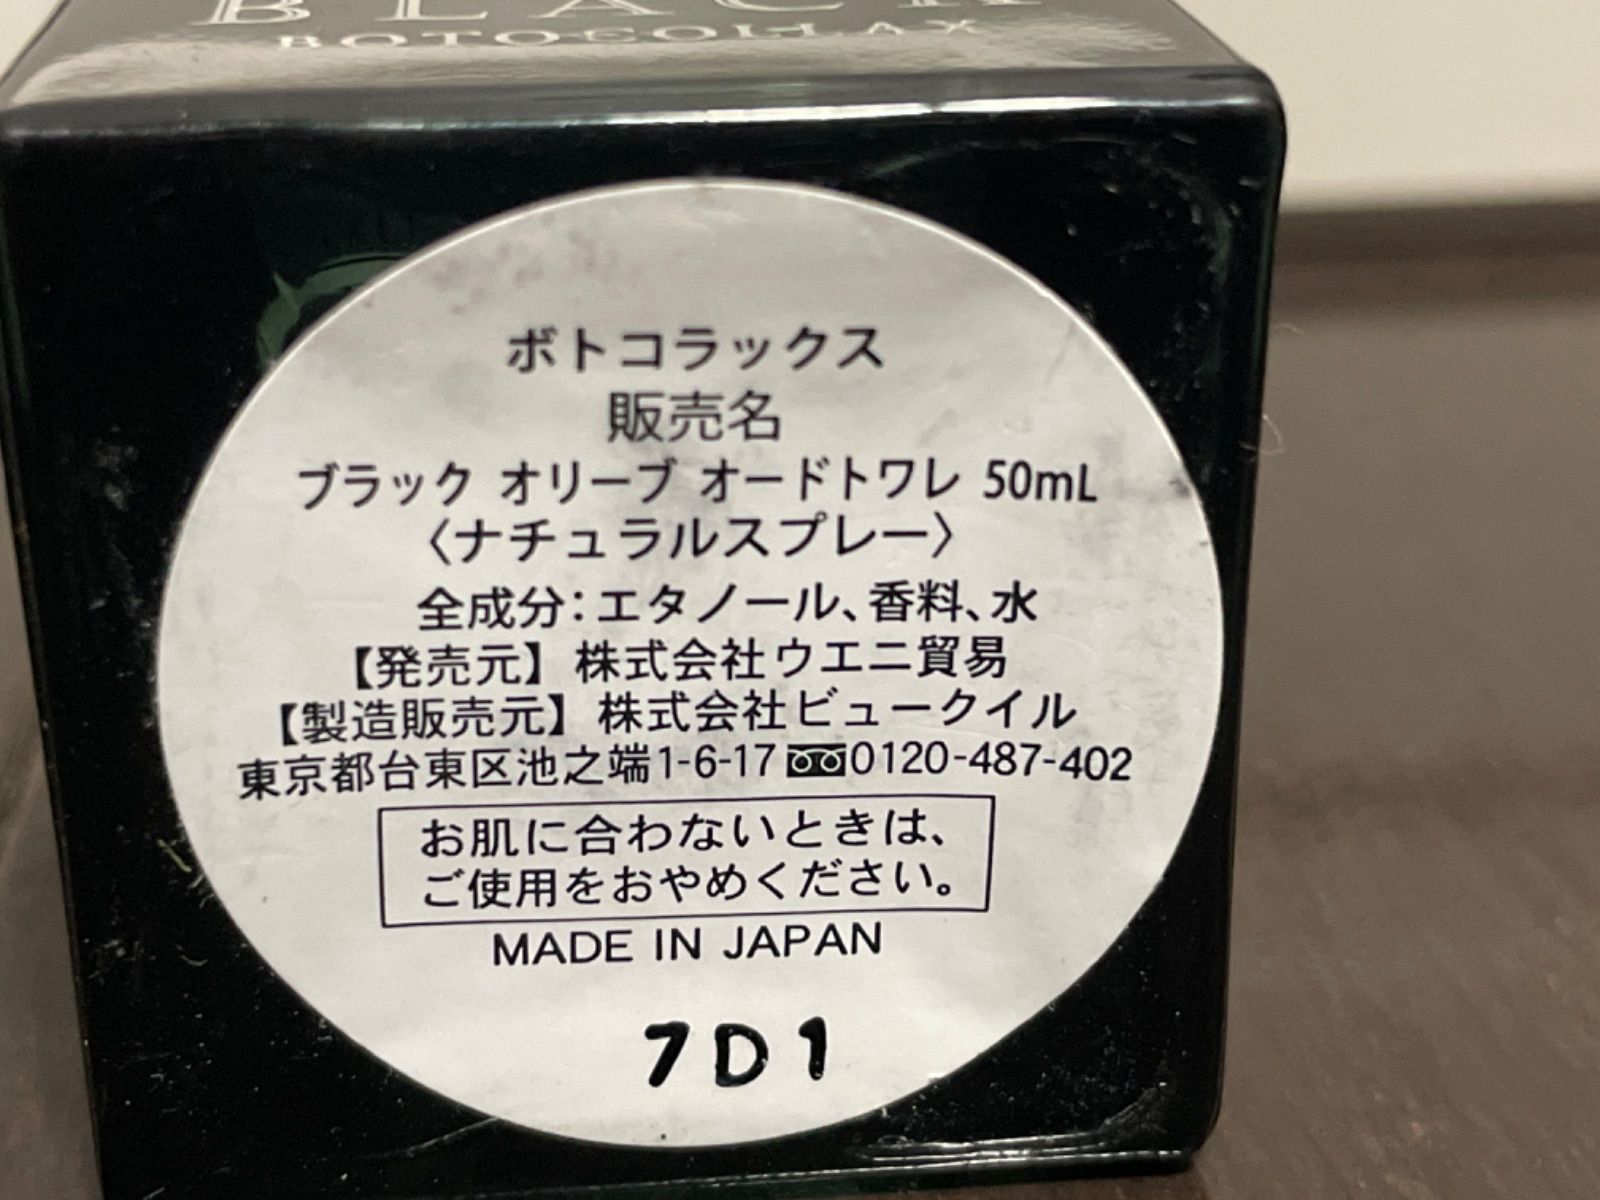 BLACK
BOTOCOLLAX
ボトコラックス
販売名
ブラック オリーブ オードトワレ 50mL
〈ナチュラルスプレー〉
全成分：エタノール、香料、水
【発売元】株式会社ウエニ貿易
【製造販売元】株式会社ビュークイル
東京都台東区池之端1-6-17 0120-487-402
お肌に合わないときは、
ご使用をおやめください。
MADE IN JAPAN
7D1